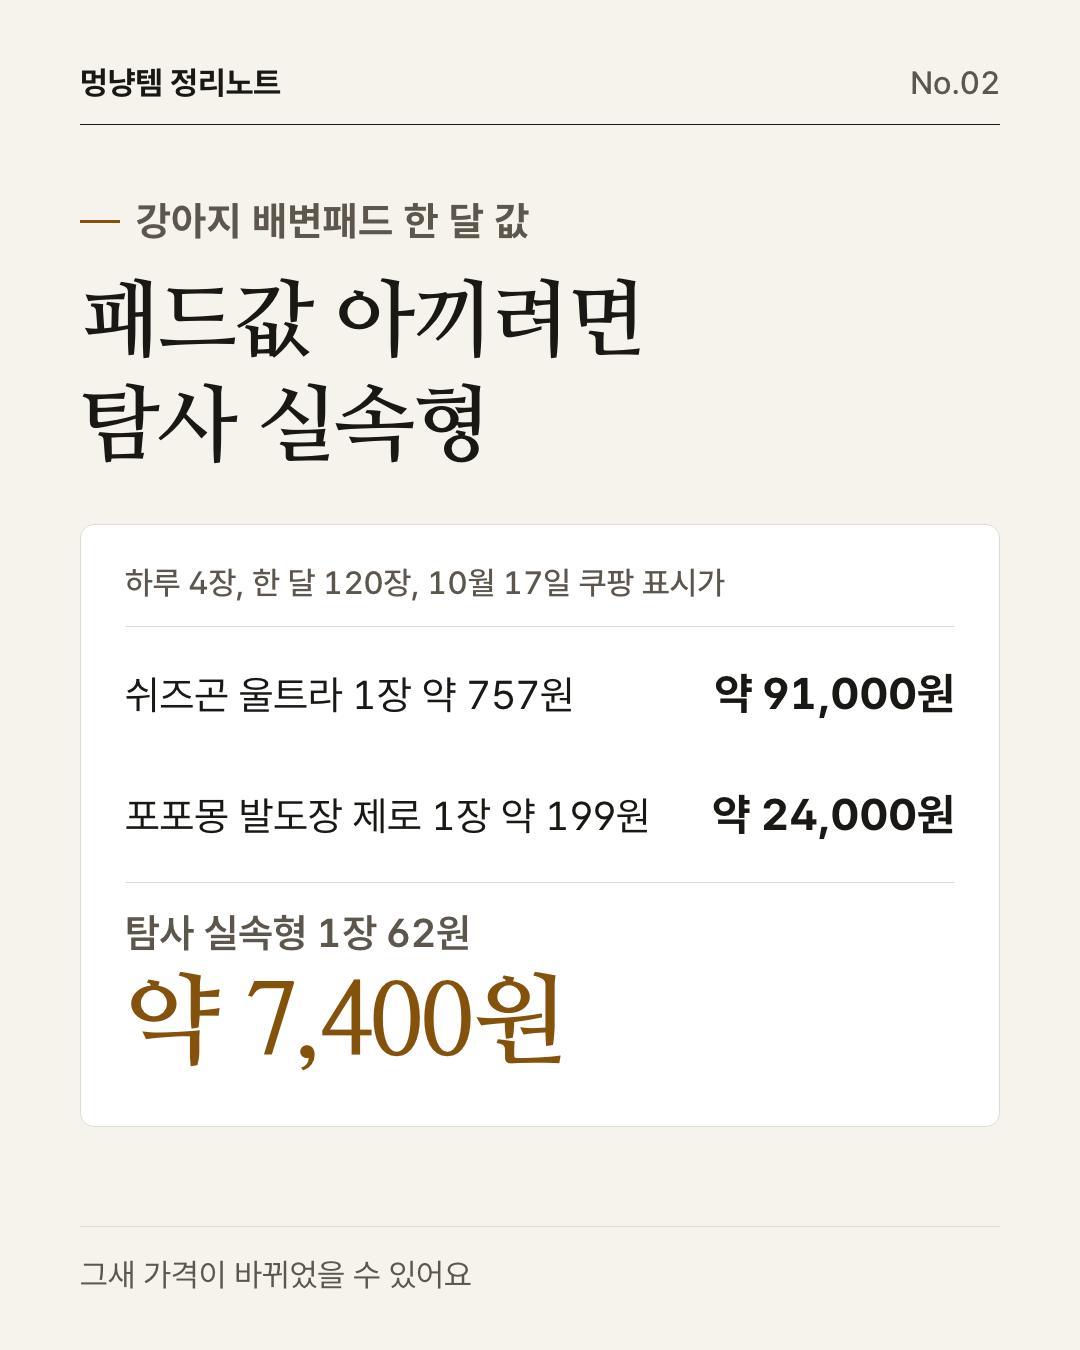 멍냥템 정리노트
No.02
강아지 배변패드 한 달 값
패드값 아끼려면
탐사 실속형
하루 4장, 한 달 120장, 10월 17일 쿠팡 표시가
쉬즈곤 울트라 1장 약 757원 약 91,000원
포포몽 발도장 제로 1장 약 199원 약 24,000원
탐사 실속형 1장 62원
약 7,400원
그새 가격이 바뀌었을 수 있어요